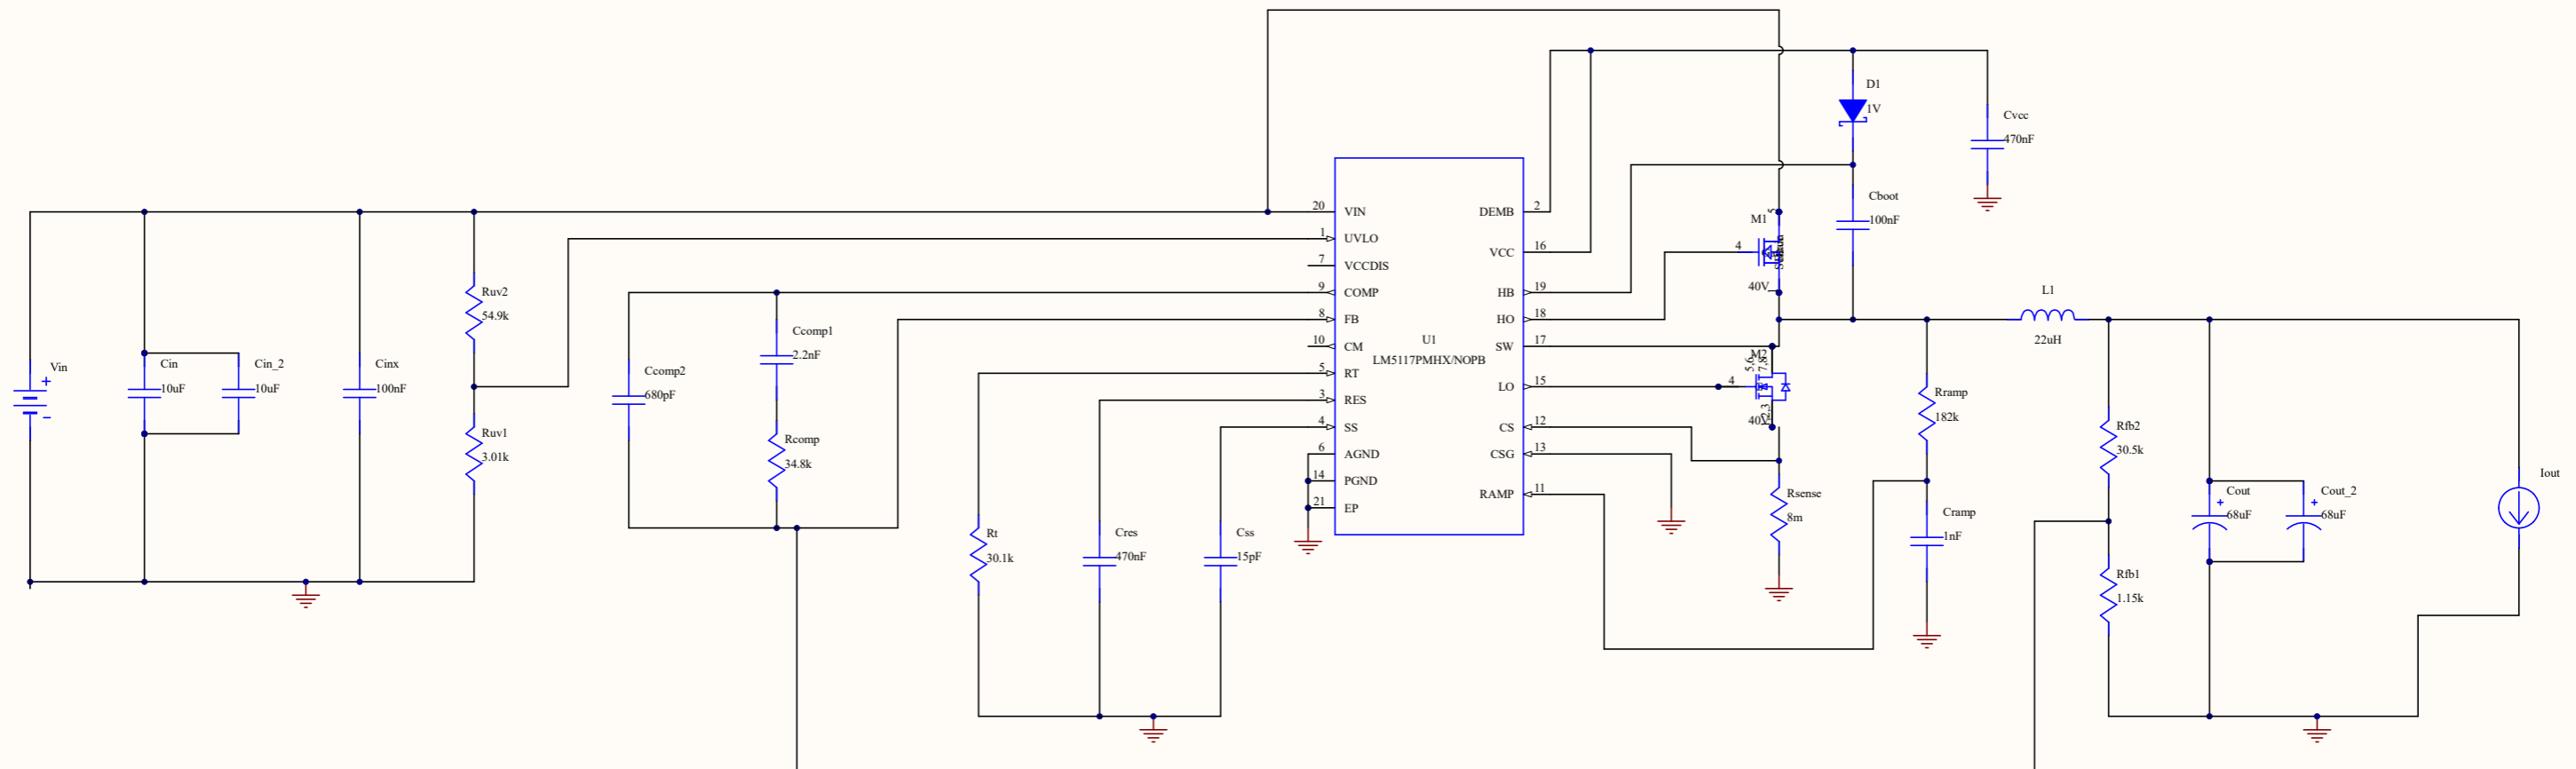 Vin
+
-
Cin
10uF
Cin_2
10uF
Cinx
100nF
Ruv2
54.9k
Ruv1
3.01k
Ccomp2
680pF
Ccomp1
2.2nF
Rcomp
34.8k
Rt
30.1k
Cres
470nF
Css
15pF
U1
LM5117PMHX/NOPB
20 VIN
1 UVLO
7 VCCDIS
9 COMP
8 FB
10 CM
5 RT
3 RES
4 SS
6 AGND
14 PGND
21 EP
DEMB 2
VCC 16
HB 19
HO 18
SW 17
LO 15
CS 12
CSG 13
RAMP 11
D1
1V
Cvcc
470nF
Cboot
100nF
M1
5
4
40V
M2
4
40V
Rsense
8m
L1
22uH
Rramp
182k
Cramp
1nF
Rfb2
30.5k
Rfb1
1.15k
Cout
+
68uF
Cout_2
+
68uF
Iout